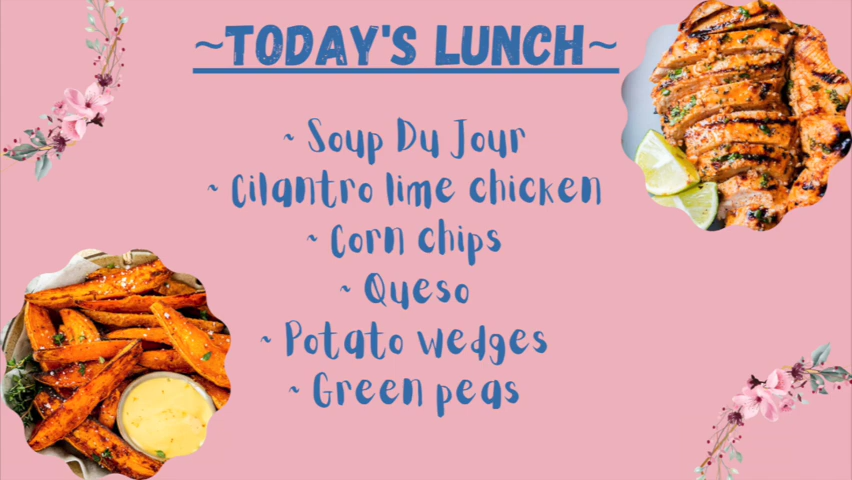 ~TODAY'S LUNCH~
~ Soup Du Jour
~ Cilantro lime chicken
~ Corn chips
~ Queso
~ Potato wedges
~ Green peas